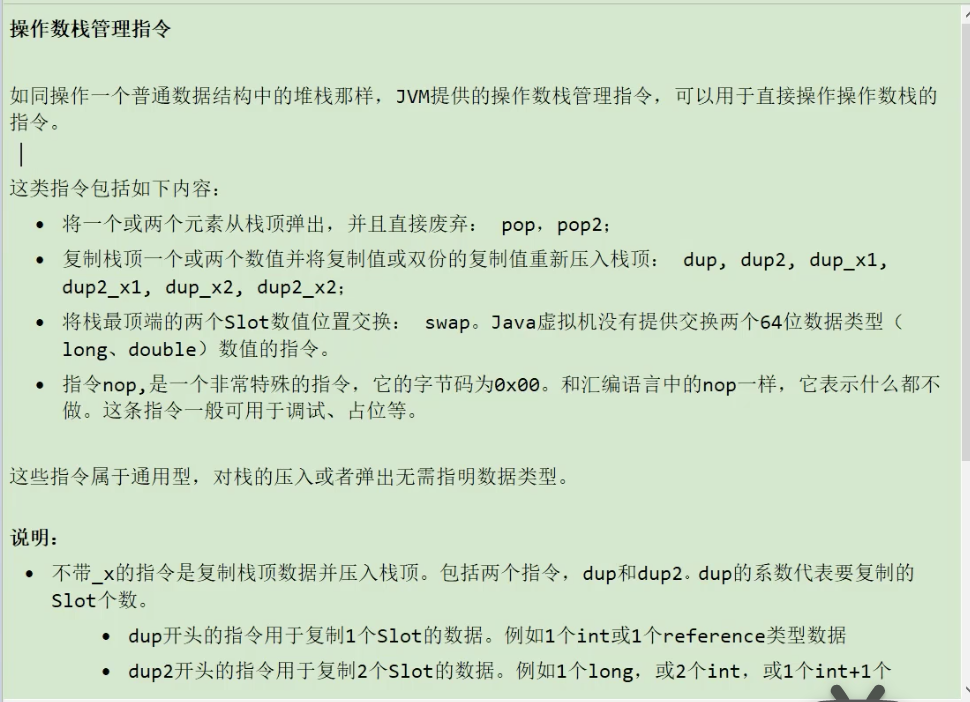 操作数栈管理指令
如同操作一个普通数据结构中的堆栈那样，JVM提供的操作数栈管理指令，可以用于直接操作操作数栈的
指令。
这类指令包括如下内容：
• 将一个或两个元素从栈顶弹出，并且直接废弃： pop，pop2；
• 复制栈顶一个或两个数值并将复制值或双份的复制值重新压入栈顶： dup, dup2, dup_x1,
dup2_x1, dup_x2, dup2_x2；
• 将栈最顶端的两个Slot数值位置交换： swap。Java虚拟机没有提供交换两个64位数据类型（
long、double）数值的指令。
• 指令nop,是一个非常特殊的指令，它的字节码为0x00。和汇编语言中的nop一样，它表示什么都不
做。这条指令一般可用于调试、占位等。
这些指令属于通用型，对栈的压入或者弹出无需指明数据类型。
说明：
• 不带_x的指令是复制栈顶数据并压入栈顶。包括两个指令，dup和dup2。dup的系数代表要复制的
Slot个数。
• dup开头的指令用于复制1个Slot的数据。例如1个int或1个reference类型数据
• dup2开头的指令用于复制2个Slot的数据。例如1个long，或2个int，或1个int+1个